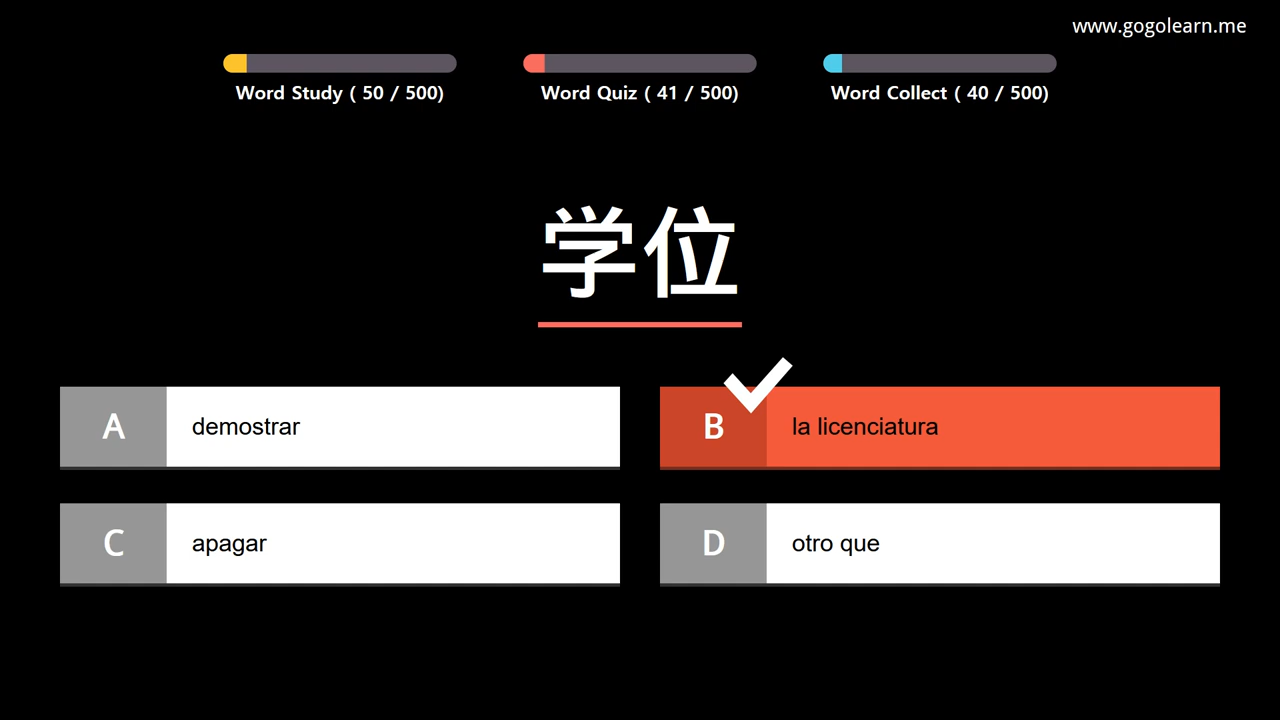 www.gogolearn.me
Word Study ( 50 / 500)
Word Quiz ( 41 / 500)
Word Collect ( 40 / 500)
学位
A demostrar
B la licenciatura
C apagar
D otro que